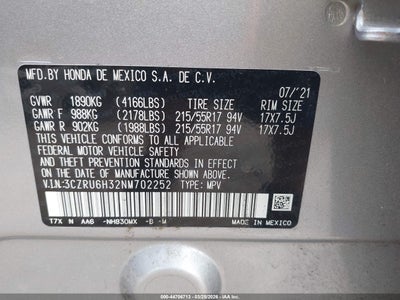 MFD.BY HONDA DE MEXICO S.A. DE C.V.
07/'21
GVWR 1890KG (4166LBS) TIRE SIZE RIM SIZE
GAWR F 988KG (2178LBS) 215/55R17 94V 17X7.5J
GAWR R 902KG (1988LBS) 215/55R17 94V 17X7.5J
THIS VEHICLE CONFORMS TO ALL APPLICABLE
FEDERAL MOTOR VEHICLE SAFETY AND THEFT
PREVENTION STANDARDS IN EFFECT ON THE
DATE OF MANUFACTURE SHOWN ABOVE.
V.I.N:3CZRU6H32NM702252 TYPE: MPV
T7X N AA6 -NH830MX -B -M
MADE IN MEXICO